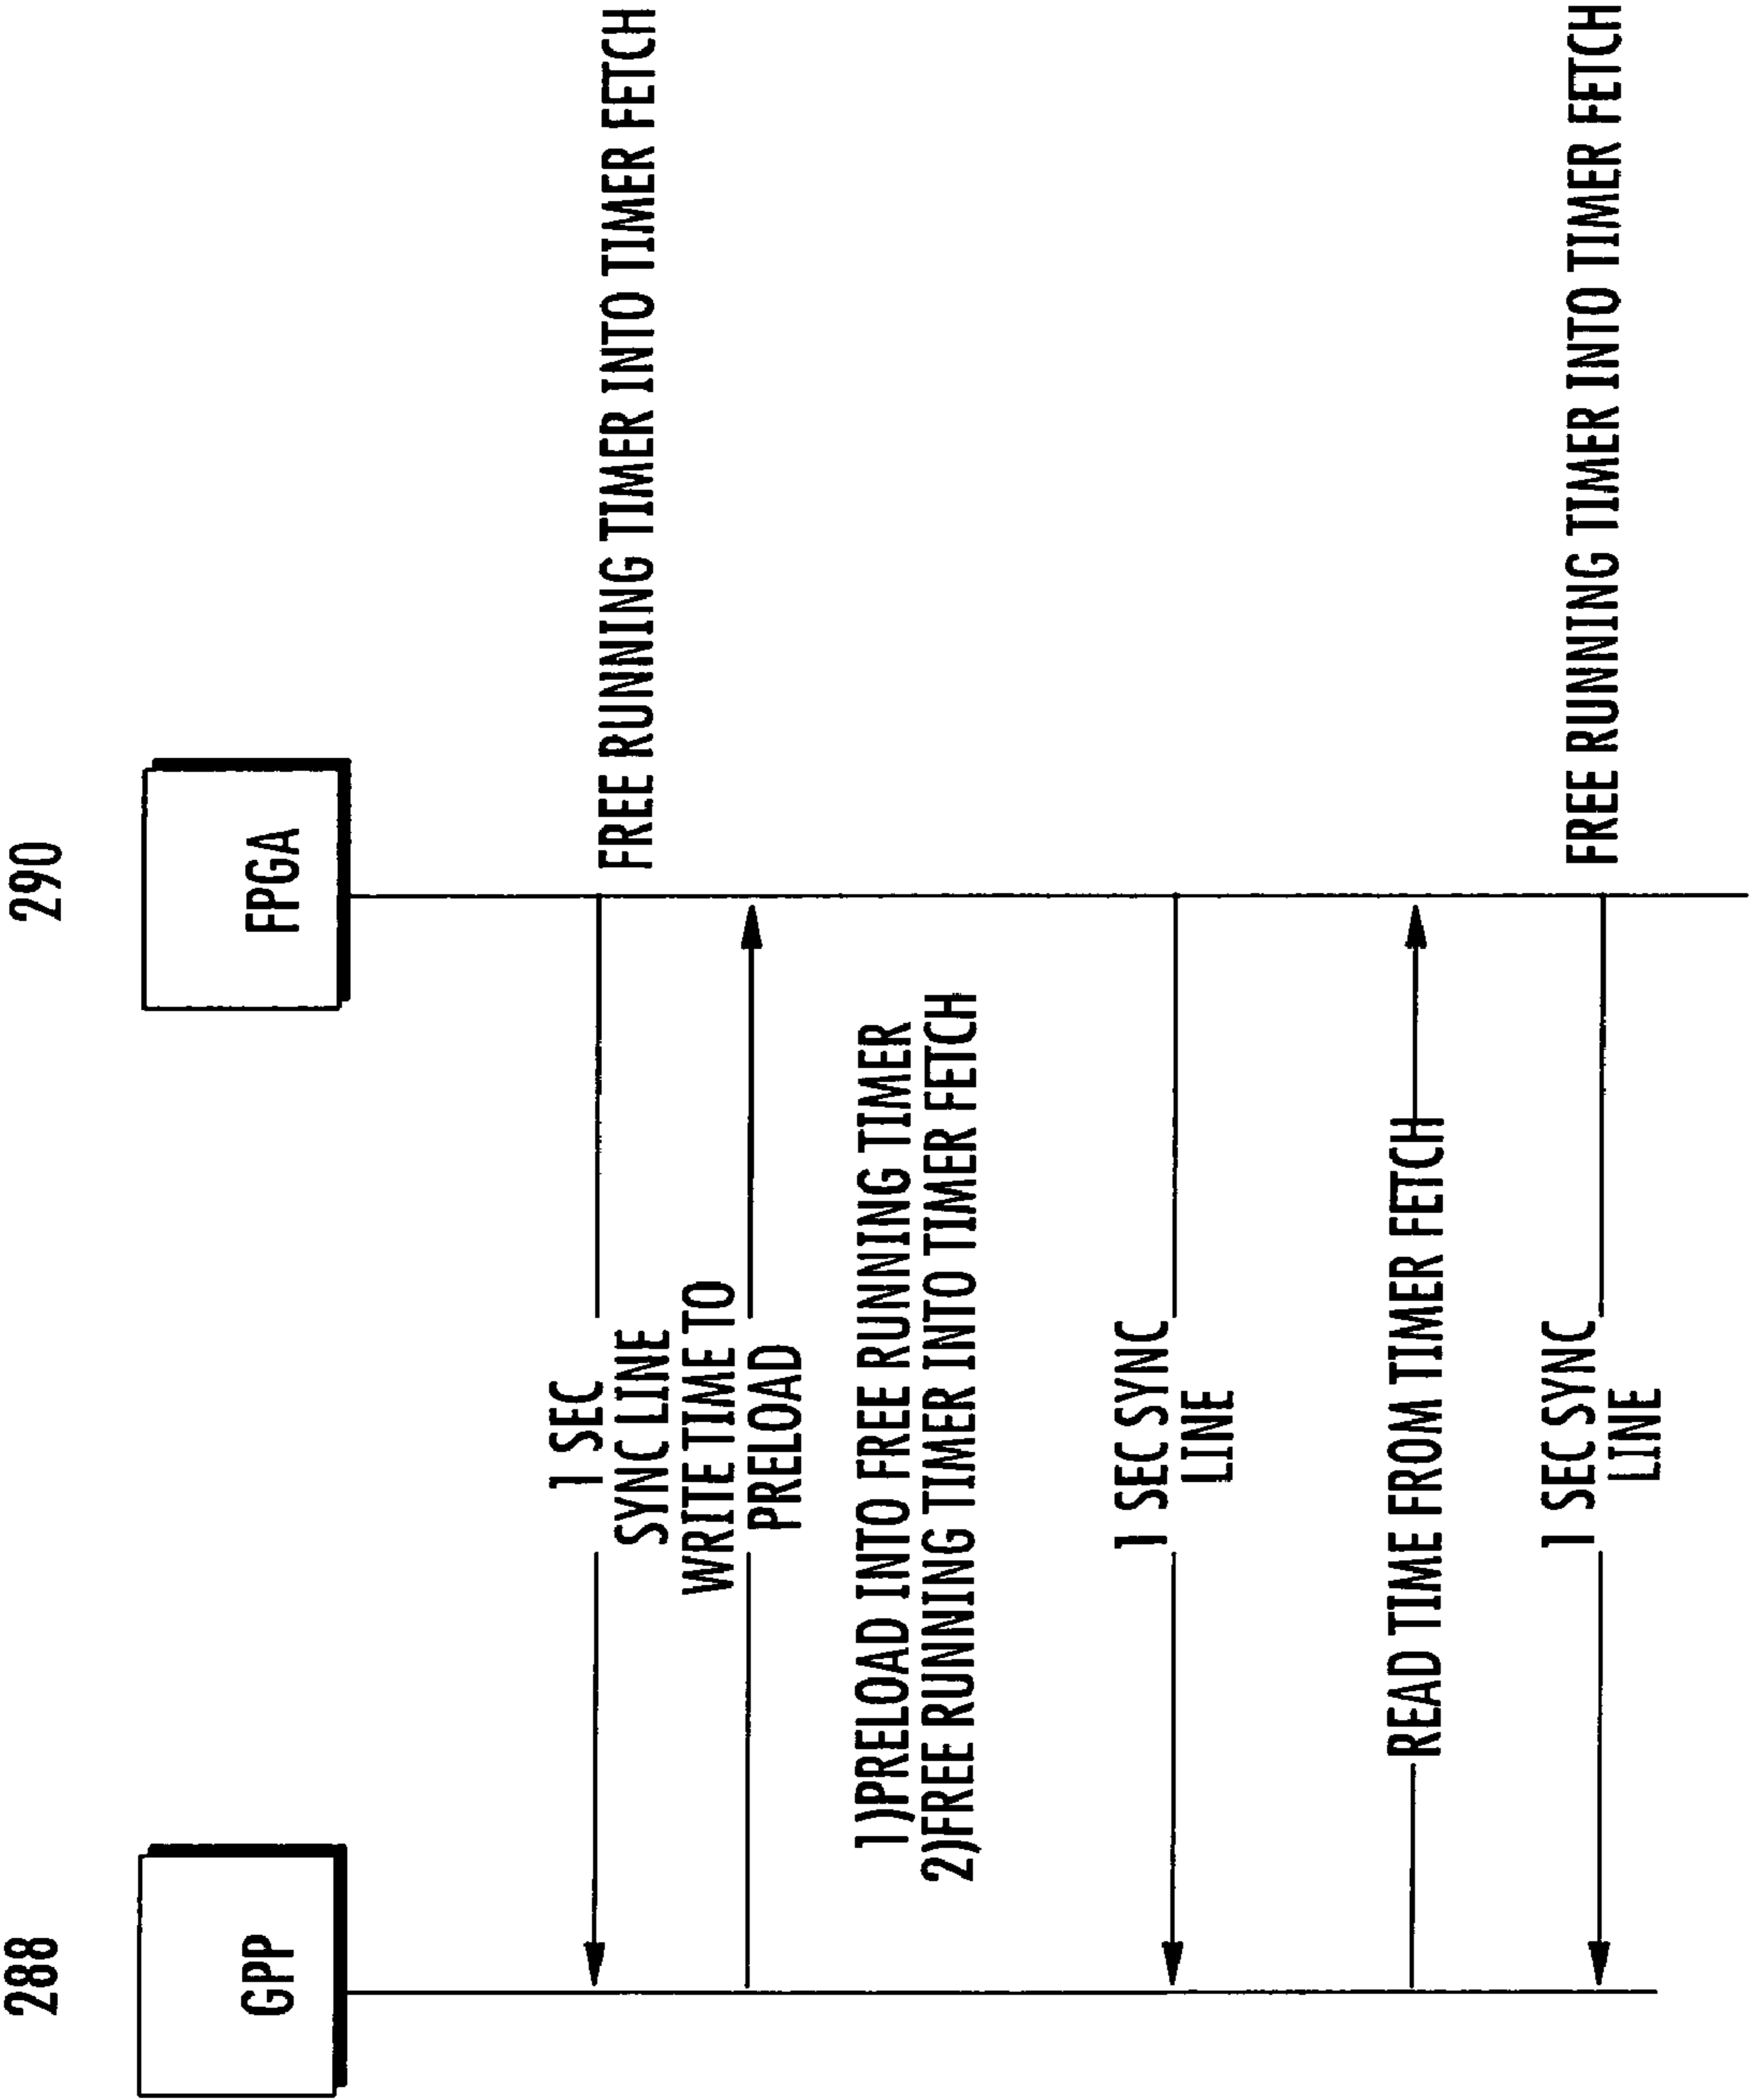 288
290
GPP
FPGA
1 SEC
SYNC LINE
FREE RUNNING TIMER INTO TIMER FETCH
WRITE TIME TO
PRELOAD
1)PRELOAD INTO FREE RUNNING TIMER
2)FREE RUNNING TIMER INTO TIMER FETCH
1 SEC SYNC
LINE
READ TIME FROM TIMER FETCH
1 SEC SYNC
LINE
FREE RUNNING TIMER INTO TIMER FETCH